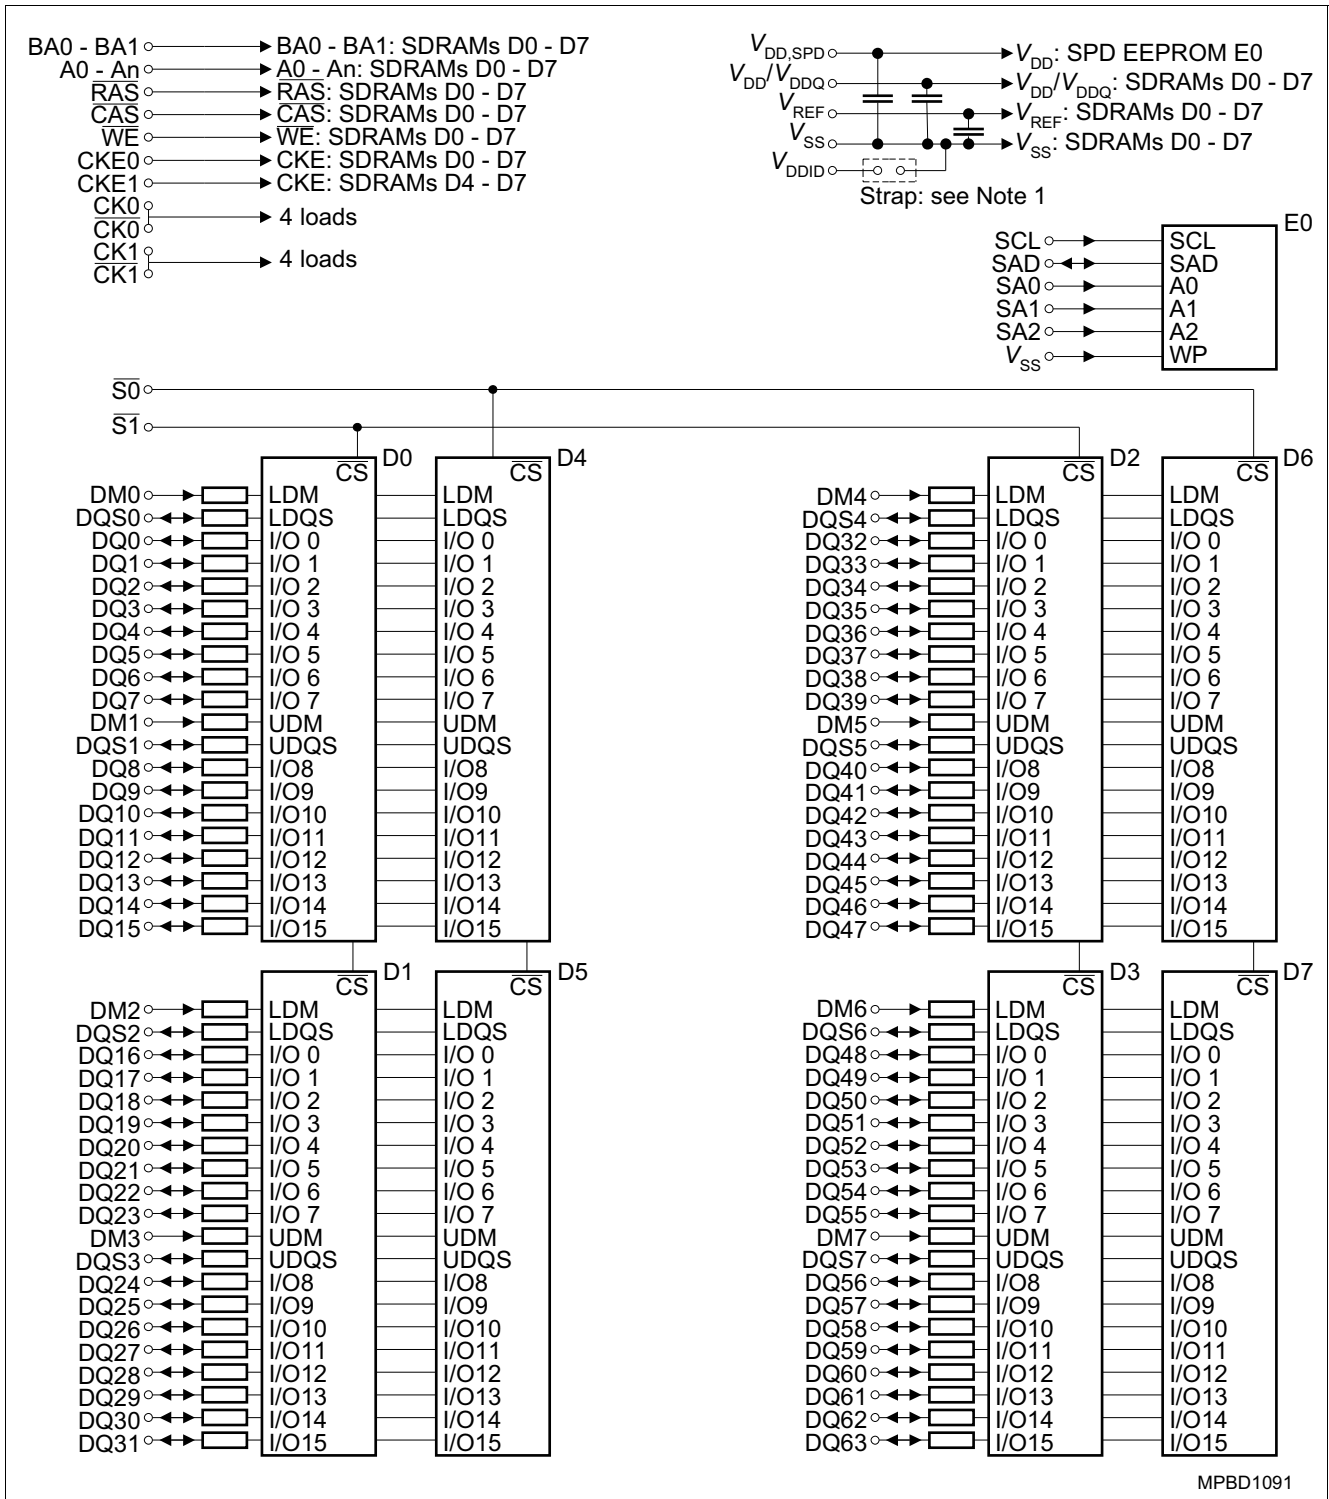 BA0 - BA1 BA0 - BA1: SDRAMs D0 - D7
A0 - An A0 - An: SDRAMs D0 - D7
RAS RAS: SDRAMs D0 - D7
CAS CAS: SDRAMs D0 - D7
WE WE: SDRAMs D0 - D7
CKE0 CKE: SDRAMs D0 - D7
CKE1 CKE: SDRAMs D4 - D7
CK0
CK0 4 loads
CK1
CK1 4 loads
VDD,SPD VDD: SPD EEPROM E0
VDD/VDDQ VDD/VDDQ: SDRAMs D0 - D7
VREF VREF: SDRAMs D0 - D7
VSS VSS: SDRAMs D0 - D7
VDDID
Strap: see Note 1
E0
SCL SCL
SAD SAD
SA0 A0
SA1 A1
SA2 A2
VSS WP
S0
S1
D0 D4
CS CS
DM0 LDM LDM
DQS0 LDQS LDQS
DQ0 I/O 0 I/O 0
DQ1 I/O 1 I/O 1
DQ2 I/O 2 I/O 2
DQ3 I/O 3 I/O 3
DQ4 I/O 4 I/O 4
DQ5 I/O 5 I/O 5
DQ6 I/O 6 I/O 6
DQ7 I/O 7 I/O 7
DM1 UDM UDM
DQS1 UDQS UDQS
DQ8 I/O8 I/O8
DQ9 I/O9 I/O9
DQ10 I/O10 I/O10
DQ11 I/O11 I/O11
DQ12 I/O12 I/O12
DQ13 I/O13 I/O13
DQ14 I/O14 I/O14
DQ15 I/O15 I/O15
D2 D6
CS CS
DM4 LDM LDM
DQS4 LDQS LDQS
DQ32 I/O 0 I/O 0
DQ33 I/O 1 I/O 1
DQ34 I/O 2 I/O 2
DQ35 I/O 3 I/O 3
DQ36 I/O 4 I/O 4
DQ37 I/O 5 I/O 5
DQ38 I/O 6 I/O 6
DQ39 I/O 7 I/O 7
DM5 UDM UDM
DQS5 UDQS UDQS
DQ40 I/O8 I/O8
DQ41 I/O9 I/O9
DQ42 I/O10 I/O10
DQ43 I/O11 I/O11
DQ44 I/O12 I/O12
DQ45 I/O13 I/O13
DQ46 I/O14 I/O14
DQ47 I/O15 I/O15
D1 D5
CS CS
DM2 LDM LDM
DQS2 LDQS LDQS
DQ16 I/O 0 I/O 0
DQ17 I/O 1 I/O 1
DQ18 I/O 2 I/O 2
DQ19 I/O 3 I/O 3
DQ20 I/O 4 I/O 4
DQ21 I/O 5 I/O 5
DQ22 I/O 6 I/O 6
DQ23 I/O 7 I/O 7
DM3 UDM UDM
DQS3 UDQS UDQS
DQ24 I/O8 I/O8
DQ25 I/O9 I/O9
DQ26 I/O10 I/O10
DQ27 I/O11 I/O11
DQ28 I/O12 I/O12
DQ29 I/O13 I/O13
DQ30 I/O14 I/O14
DQ31 I/O15 I/O15
D3 D7
CS CS
DM6 LDM LDM
DQS6 LDQS LDQS
DQ48 I/O 0 I/O 0
DQ49 I/O 1 I/O 1
DQ50 I/O 2 I/O 2
DQ51 I/O 3 I/O 3
DQ52 I/O 4 I/O 4
DQ53 I/O 5 I/O 5
DQ54 I/O 6 I/O 6
DQ55 I/O 7 I/O 7
DM7 UDM UDM
DQS7 UDQS UDQS
DQ56 I/O8 I/O8
DQ57 I/O9 I/O9
DQ58 I/O10 I/O10
DQ59 I/O11 I/O11
DQ60 I/O12 I/O12
DQ61 I/O13 I/O13
DQ62 I/O14 I/O14
DQ63 I/O15 I/O15
MPBD1091